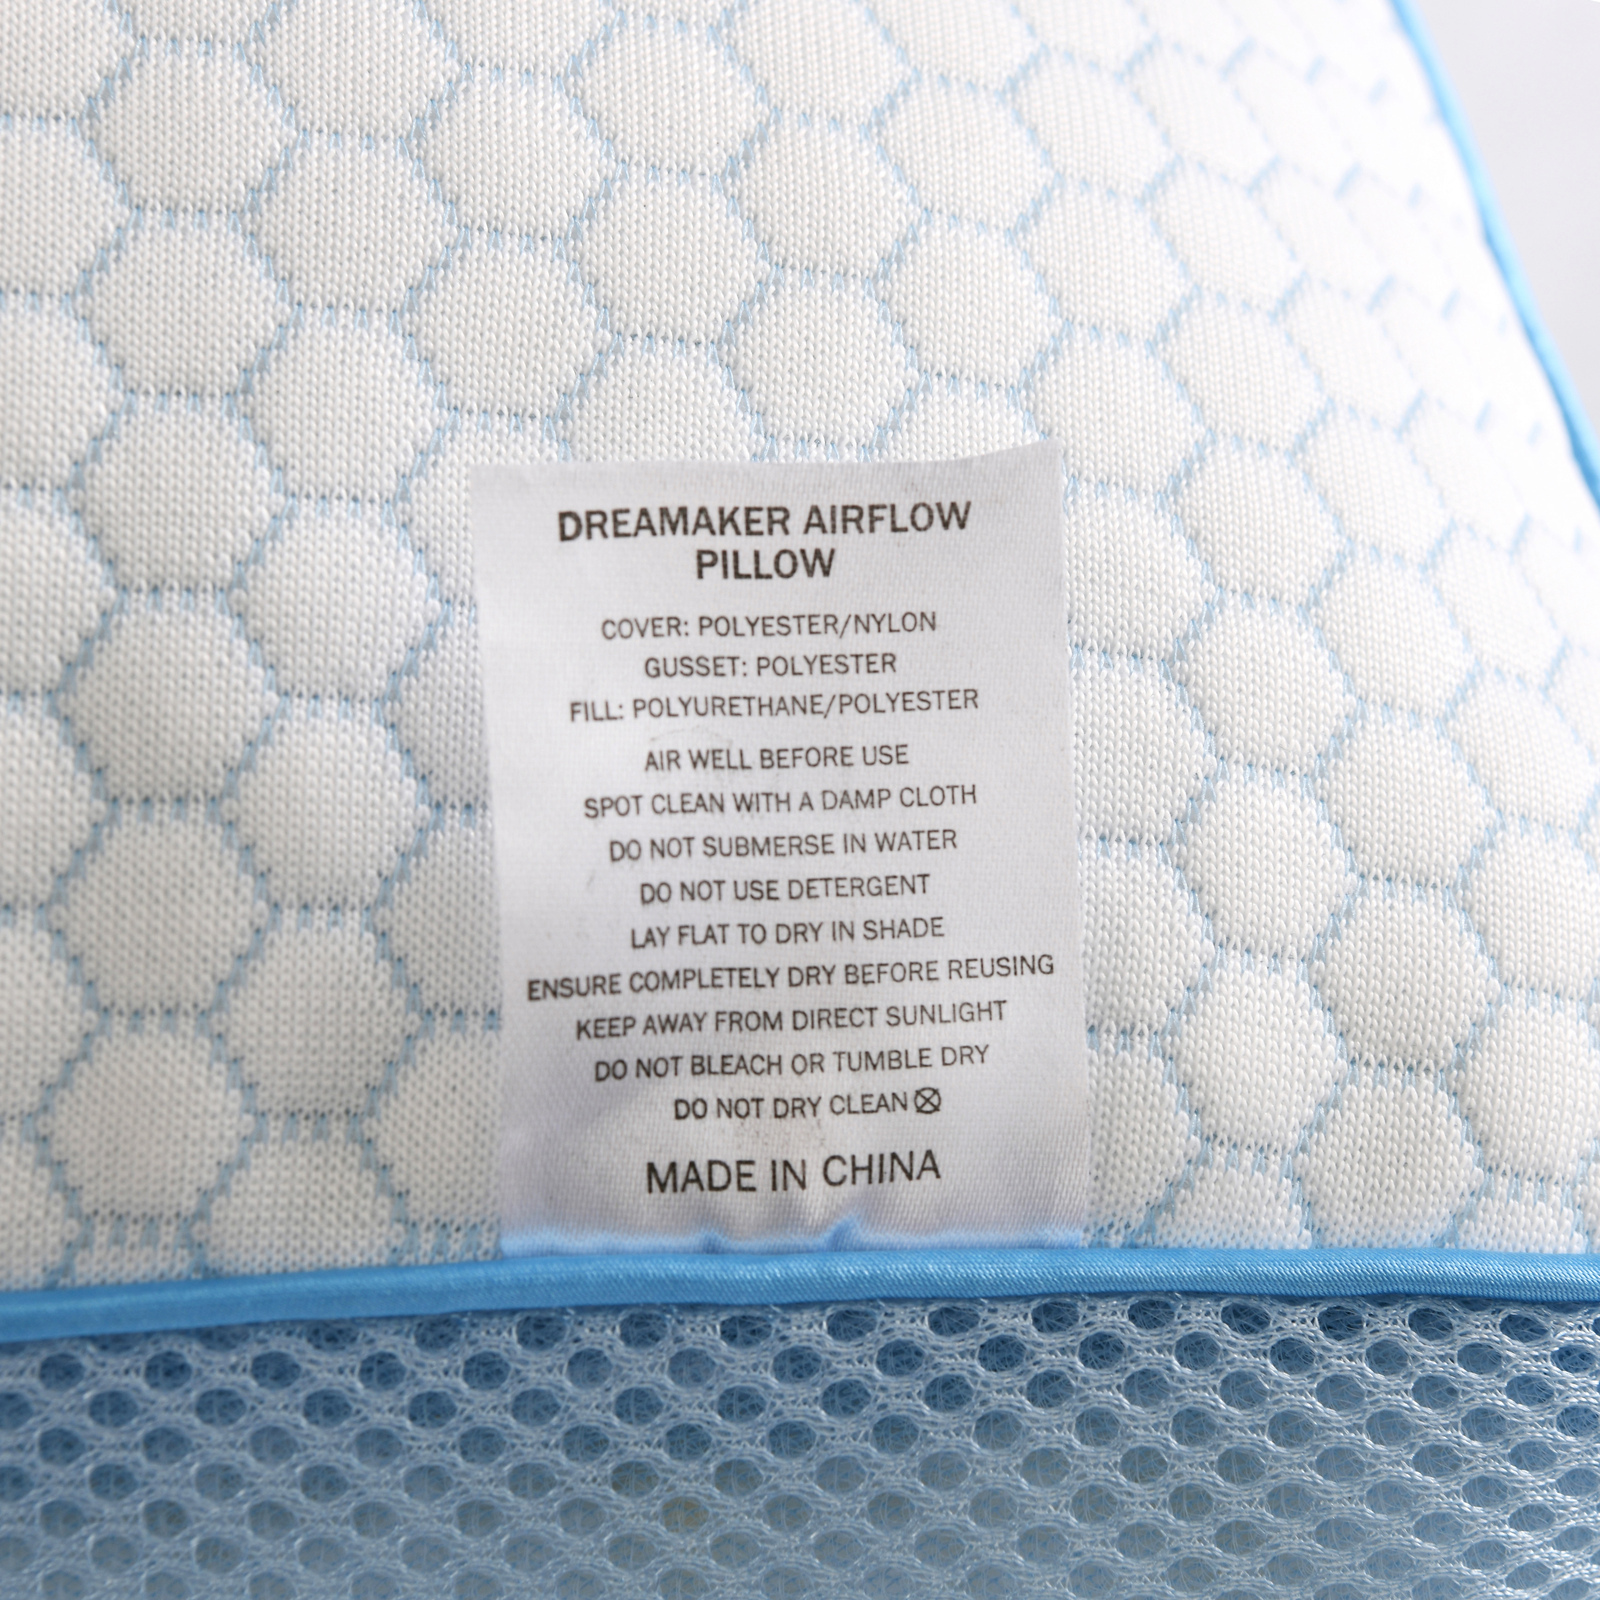 DREAMAKER AIRFLOW
PILLOW
COVER: POLYESTER/NYLON
GUSSET: POLYESTER
FILL: POLYURETHANE/POLYESTER
AIR WELL BEFORE USE
SPOT CLEAN WITH A DAMP CLOTH
DO NOT SUBMERSE IN WATER
DO NOT USE DETERGENT
LAY FLAT TO DRY IN SHADE
ENSURE COMPLETELY DRY BEFORE REUSING
KEEP AWAY FROM DIRECT SUNLIGHT
DO NOT BLEACH OR TUMBLE DRY
DO NOT DRY CLEAN
MADE IN CHINA